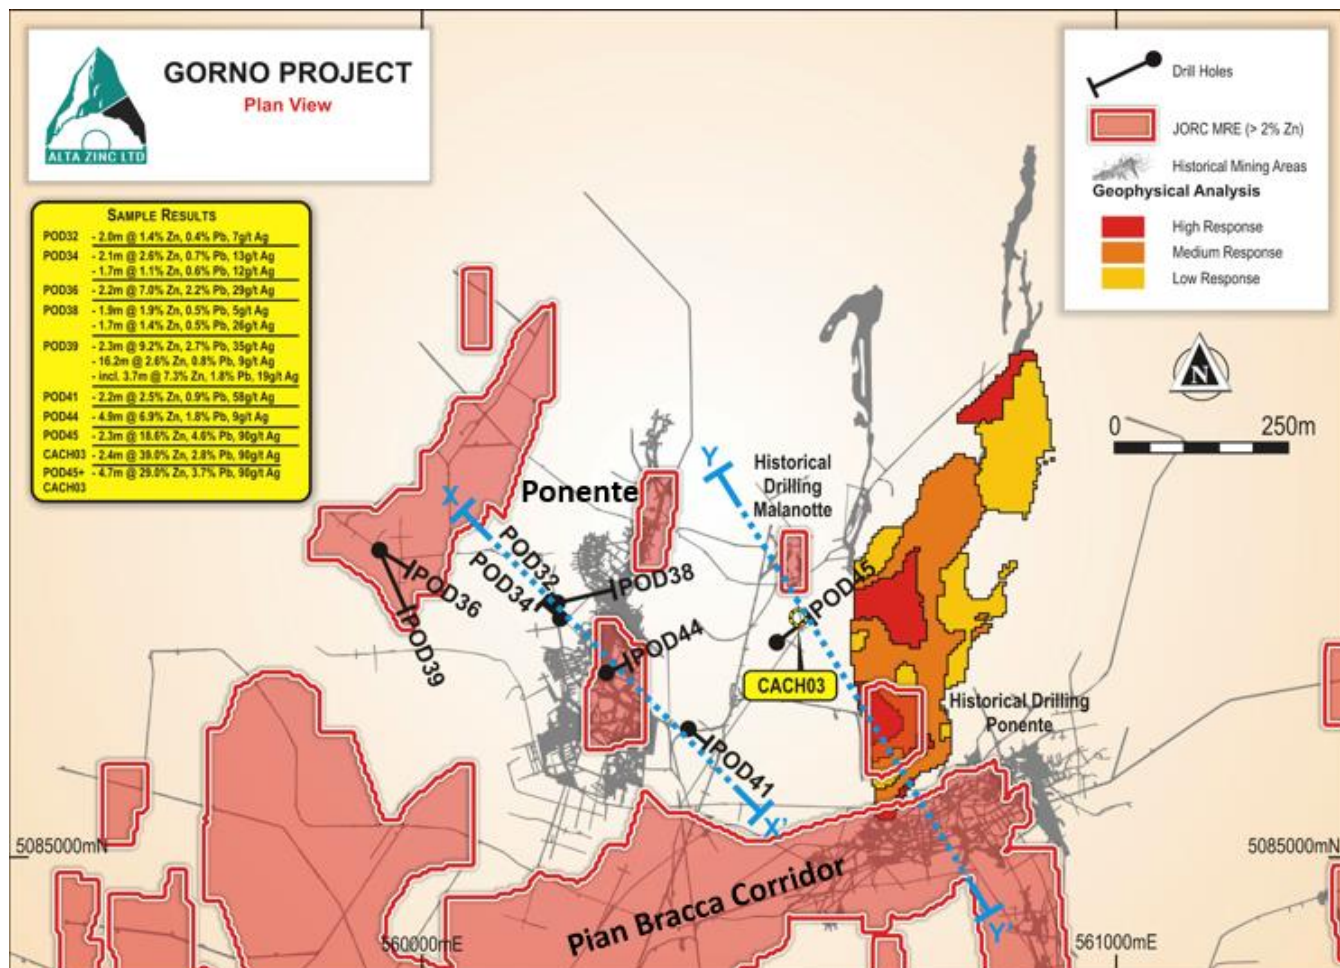 GORNO PROJECT
Plan View
ALTA ZINC LTD
Drill Holes
JORC MRE (> 2% Zn)
Historical Mining Areas
Geophysical Analysis
High Response
Medium Response
Low Response
SAMPLE RESULTS
POD32 - 2.0m @ 1.4% Zn, 0.4% Pb, 7g/t Ag
POD34 - 2.1m @ 2.6% Zn, 0.7% Pb, 13g/t Ag
- 1.7m @ 1.1% Zn, 0.6% Pb, 12g/t Ag
POD36 - 2.2m @ 7.0% Zn, 2.2% Pb, 29g/t Ag
POD38 - 1.9m @ 1.9% Zn, 0.5% Pb, 5g/t Ag
- 1.7m @ 1.4% Zn, 0.5% Pb, 26g/t Ag
POD39 - 2.3m @ 9.2% Zn, 2.7% Pb, 35g/t Ag
- 16.2m @ 2.6% Zn, 0.8% Pb, 9g/t Ag
- incl. 3.7m @ 7.3% Zn, 1.8% Pb, 19g/t Ag
POD41 - 2.2m @ 2.5% Zn, 0.9% Pb, 58g/t Ag
POD44 - 4.9m @ 6.9% Zn, 1.8% Pb, 9g/t Ag
POD45 - 2.3m @ 18.6% Zn, 4.6% Pb, 90g/t Ag
CACH03 - 2.4m @ 39.0% Zn, 2.8% Pb, 90g/t Ag
POD45+ - 4.7m @ 29.0% Zn, 3.7% Pb, 90g/t Ag
CACH03
N
0 250m
Y
Historical
Drilling
Malanotte
X
Ponente
POD32
POD34
POD38
POD45
POD36
POD39
POD44
CACH03
Historical Drilling
Ponente
POD41
X'
5085000mN
5085000mN
Pian Bracca Corridor
Y'
560000mE
561000mE